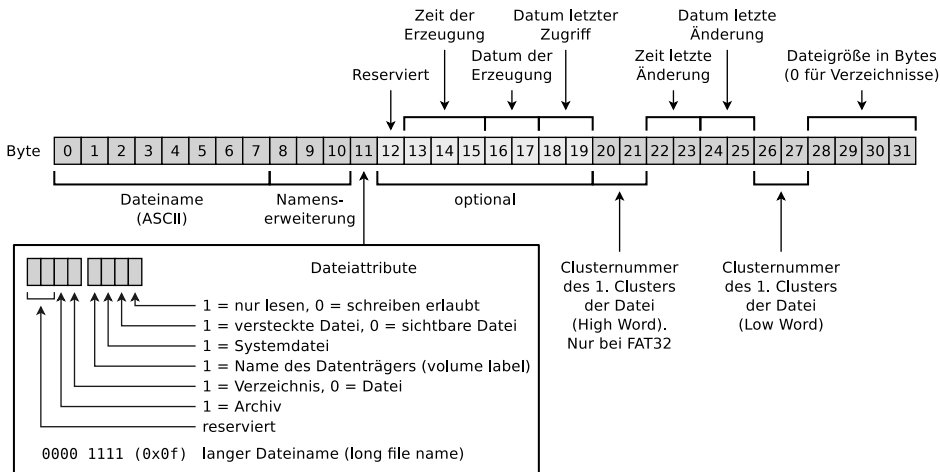 Zeit der
Erzeugung
Datum letzter
Zugriff
Datum letzte
Änderung
Reserviert
Datum der
Erzeugung
Zeit letzte
Änderung
Dateigröße in Bytes
(0 für Verzeichnisse)
Byte 0 1 2 3 4 5 6 7 8 9 10 11 12 13 14 15 16 17 18 19 20 21 22 23 24 25 26 27 28 29 30 31
Dateiname
(ASCII)
Namens-
erweiterung
optional
Clusternummer
des 1. Clusters
der Datei
(High Word).
Nur bei FAT32
Clusternummer
des 1. Clusters
der Datei
(Low Word)
Dateiattribute
1 = nur lesen, 0 = schreiben erlaubt
1 = versteckte Datei, 0 = sichtbare Datei
1 = Systemdatei
1 = Name des Datenträgers (volume label)
1 = Verzeichnis, 0 = Datei
1 = Archiv
reserviert
0000 1111 (0x0f) langer Dateiname (long file name)